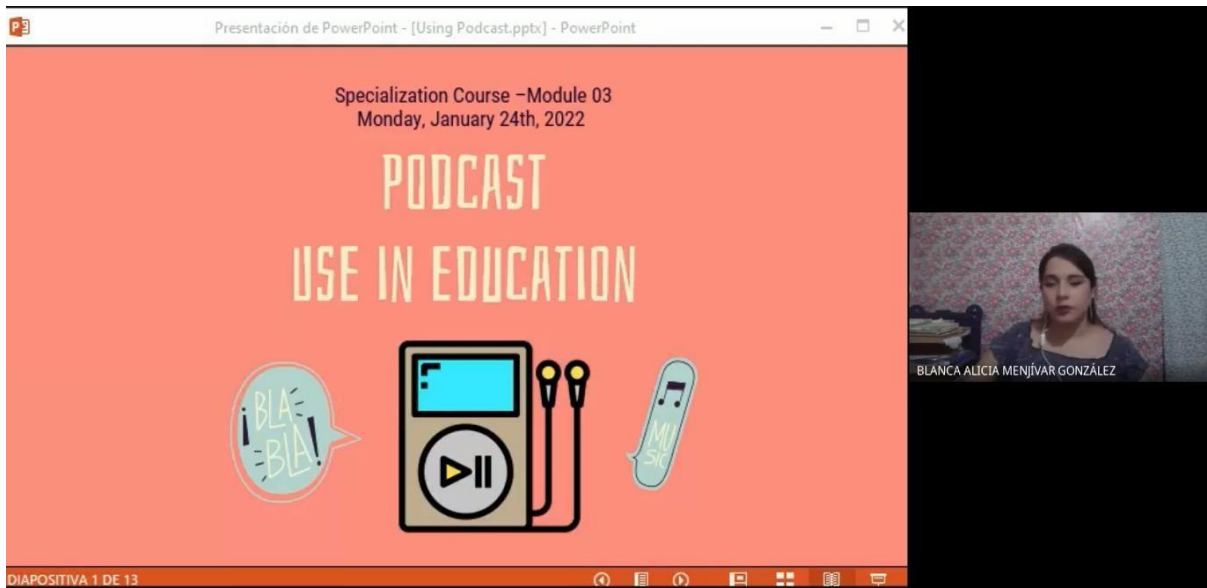 Presentación de PowerPoint - [Using Podcast.pptx] - PowerPoint
Specialization Course –Module 03
Monday, January 24th, 2022
PODCAST
USE IN EDUCATION
¡BLA
BLA!
MU
SIC
BLANCA ALICIA MENJÍVAR GONZÁLEZ
DIAPOSITIVA 1 DE 13